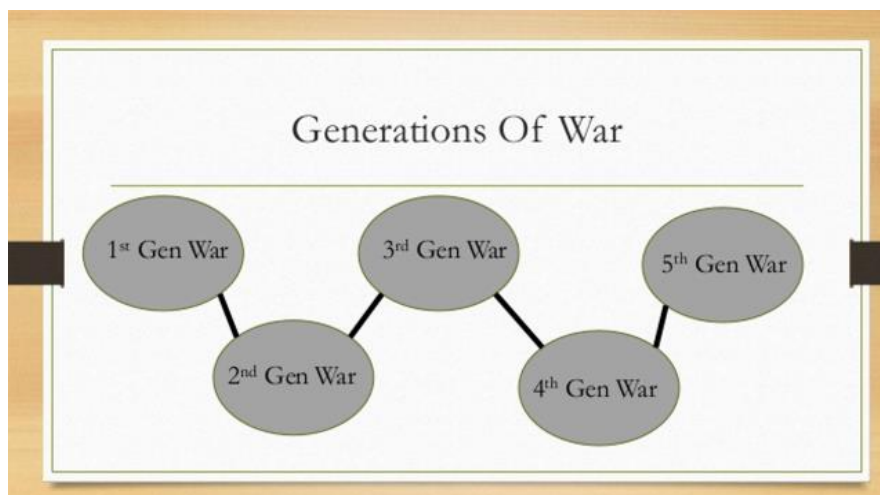 Generations Of War
1st Gen War
2nd Gen War
3rd Gen War
4th Gen War
5th Gen War